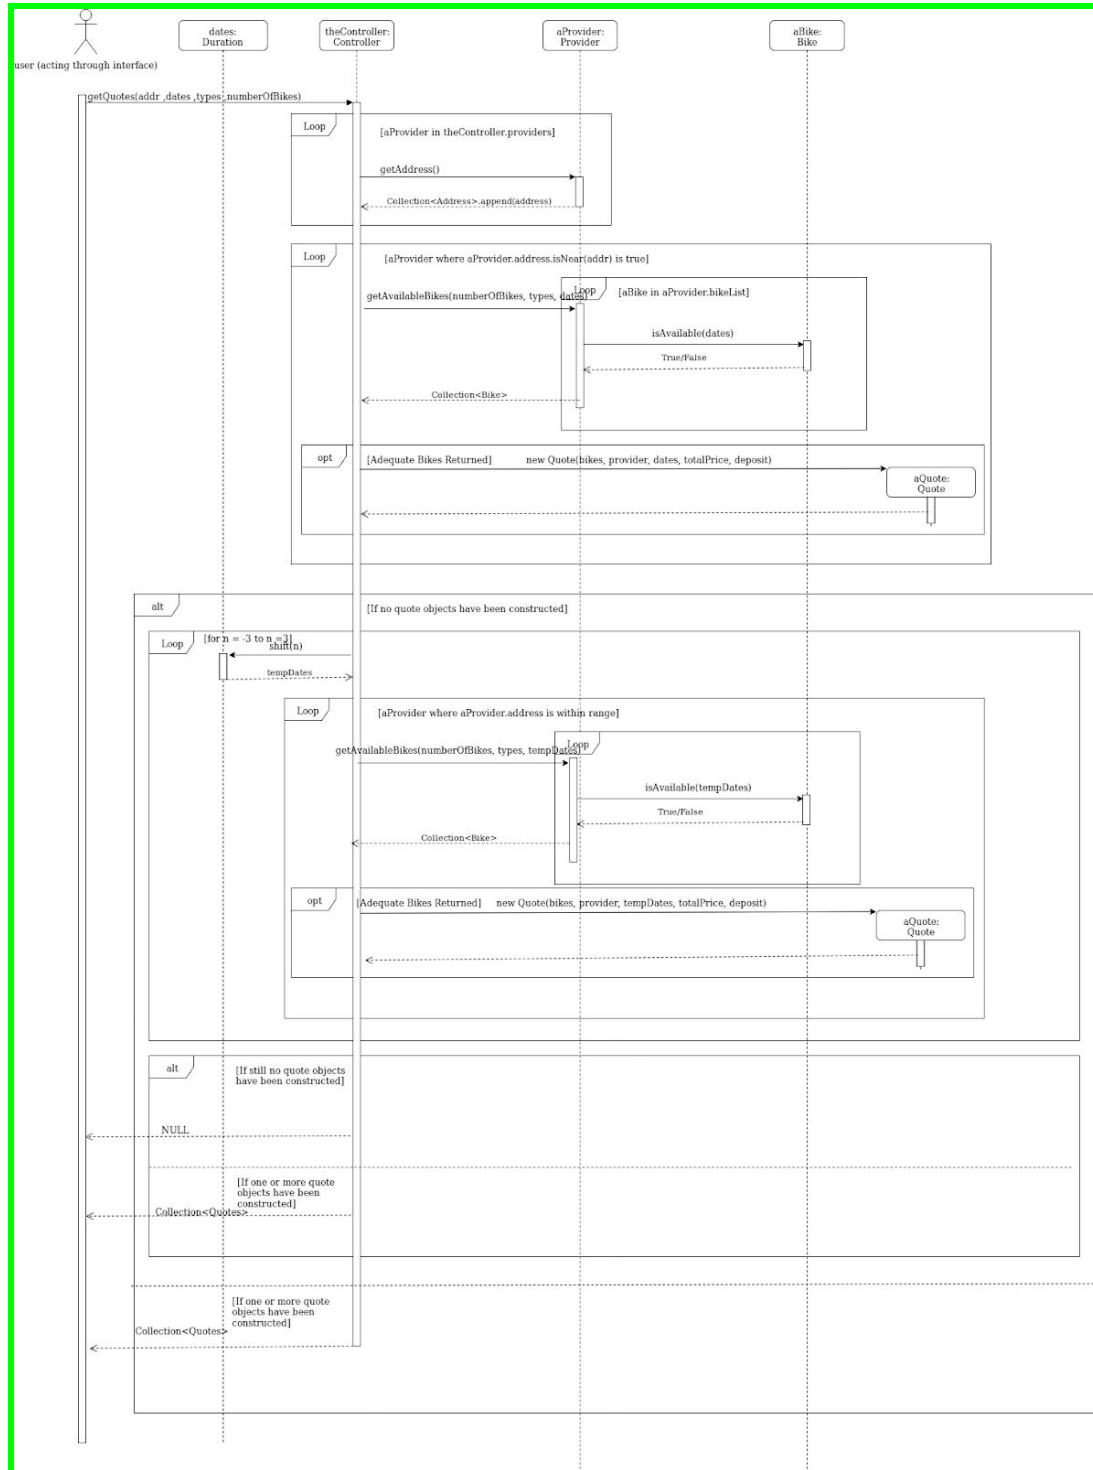 dates:
Duration
theController:
Controller
aProvider:
Provider
aBike:
Bike
user (acting through interface)
getQuotes(addr ,dates ,types ,numberOfBikes)
Loop
[aProvider in theController.providers]
getAddress()
Collection<Address>.append(address)
Loop
[aProvider where aProvider.address.isNear(addr) is true]
Loop
[aBike in aProvider.bikeList]
getAvailableBikes(numberOfBikes, types, dates)
isAvailable(dates)
True/False
Collection<Bike>
opt
[Adequate Bikes Returned]
new Quote(bikes, provider, dates, totalPrice, deposit)
aQuote:
Quote
alt
[If no quote objects have been constructed]
Loop
[for n = -3 to n =3]
shift(n)
tempDates
Loop
[aProvider where aProvider.address is within range]
Loop
getAvailableBikes(numberOfBikes, types, tempDates)
isAvailable(tempDates)
True/False
Collection<Bike>
opt
[Adequate Bikes Returned]
new Quote(bikes, provider, tempDates, totalPrice, deposit)
aQuote:
Quote
alt
[If still no quote objects
have been constructed]
NULL
[If one or more quote
objects have been
constructed]
Collection<Quotes>
[If one or more quote
objects have been
constructed]
Collection<Quotes>